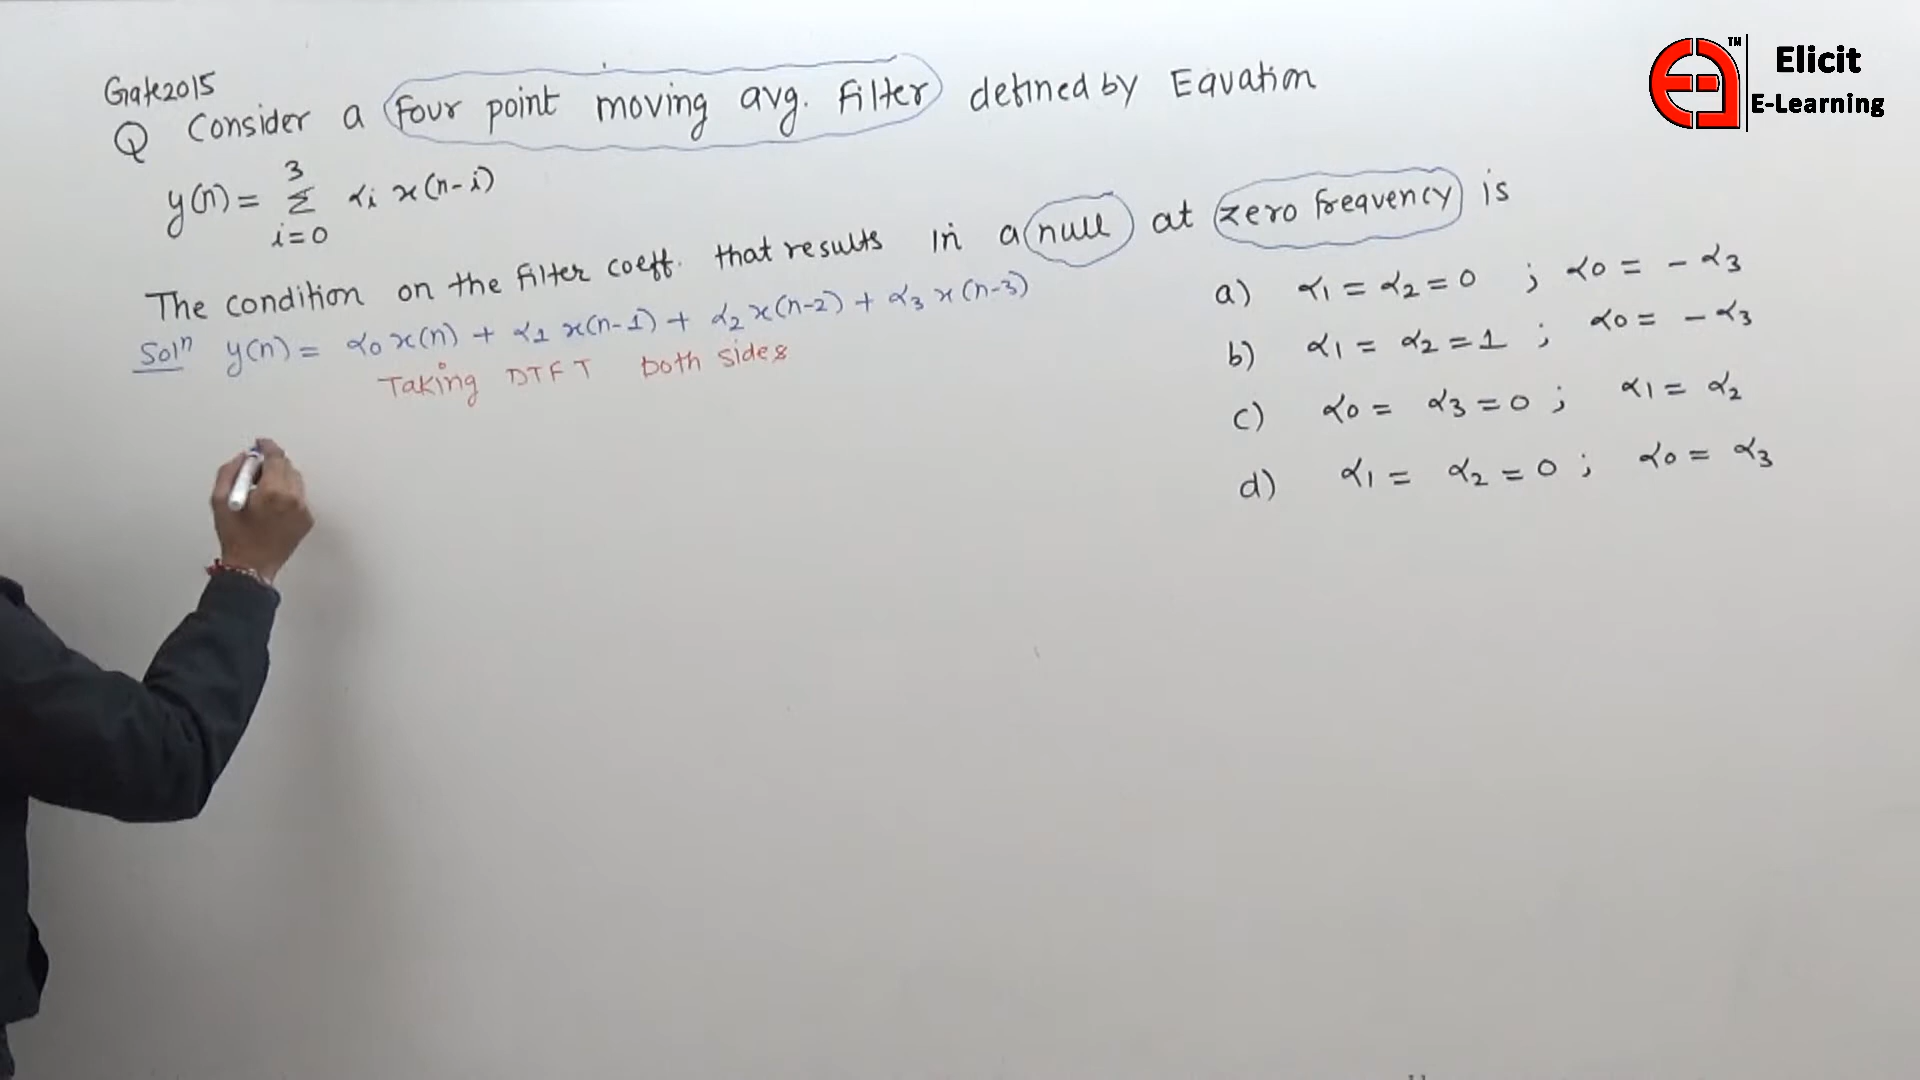 Gate2015
Q Consider a four point moving avg. Filter defined by Equation
y(n) = 3 Σ i=0 αi x(n-i)
The condition on the filter coeff. that results in a null at zero frequency is
Solⁿ y(n) = α0 x(n) + α1 x(n-1) + α2 x(n-2) + α3 x(n-3)
Taking DTFT both sides
a) α1 = α2 = 0 ; α0 = - α3
b) α1 = α2 = 1 ; α0 = - α3
c) α0 = α3 = 0 ; α1 = α2
d) α1 = α2 = 0 ; α0 = α3
TM
Elicit
E-Learning